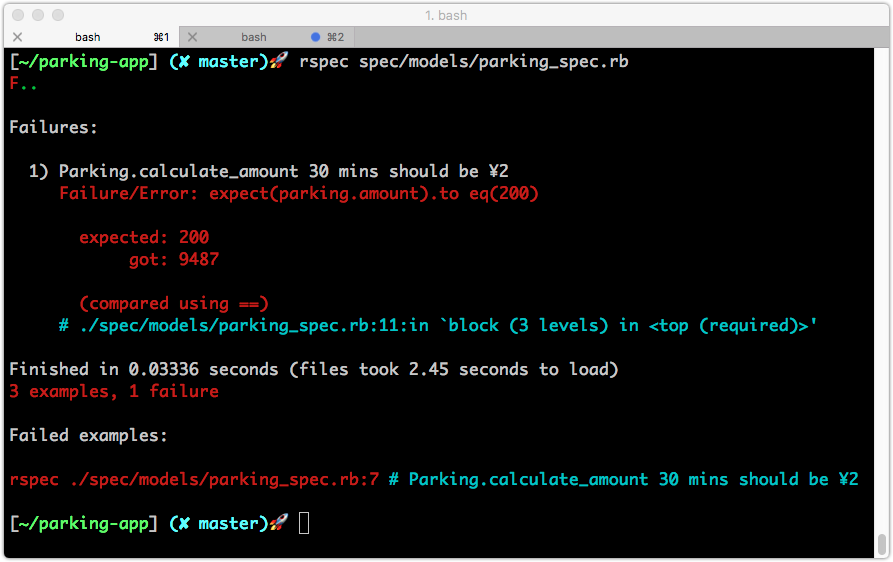 1. bash
bash ⌘1 bash ⌘2
[~/parking-app] (✘ master)🚀 rspec spec/models/parking_spec.rb
F..
Failures:
1) Parking.calculate_amount 30 mins should be ¥2
Failure/Error: expect(parking.amount).to eq(200)
expected: 200
got: 9487
(compared using ==)
# ./spec/models/parking_spec.rb:11:in `block (3 levels) in <top (required)>'
Finished in 0.03336 seconds (files took 2.45 seconds to load)
3 examples, 1 failure
Failed examples:
rspec ./spec/models/parking_spec.rb:7 # Parking.calculate_amount 30 mins should be ¥2
[~/parking-app] (✘ master)🚀